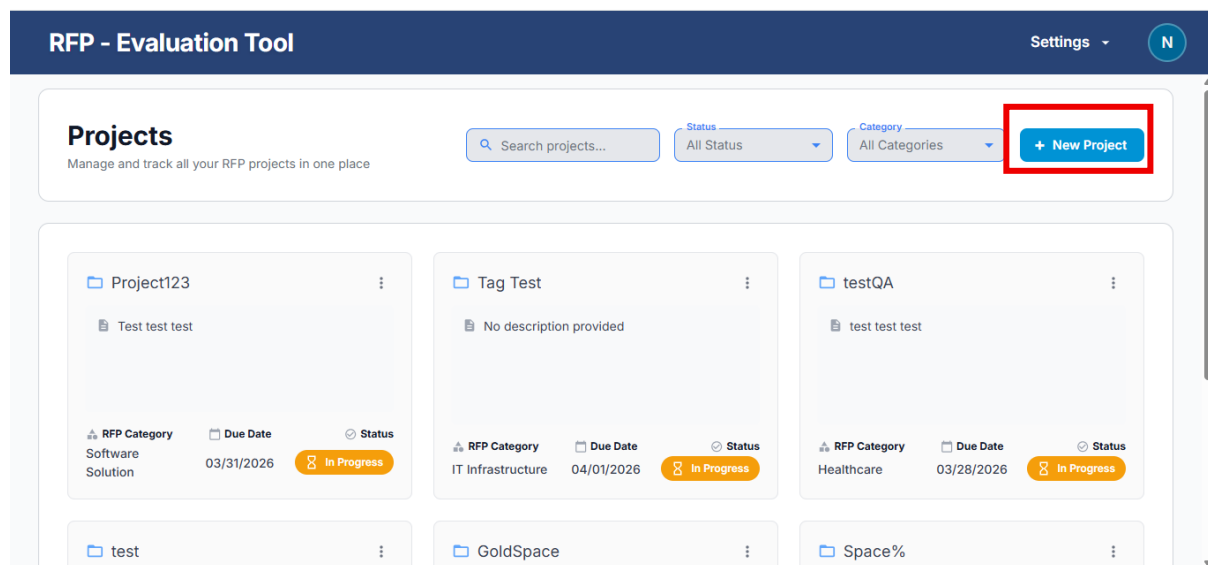 RFP - Evaluation Tool
Settings
N
Projects
Manage and track all your RFP projects in one place
Search projects...
Status
All Status
Category
All Categories
+ New Project
Project123
Test test test
RFP Category
Software
Solution
Due Date
03/31/2026
Status
In Progress
Tag Test
No description provided
RFP Category
IT Infrastructure
Due Date
04/01/2026
Status
In Progress
testQA
test test test
RFP Category
Healthcare
Due Date
03/28/2026
Status
In Progress
test
GoldSpace
Space%